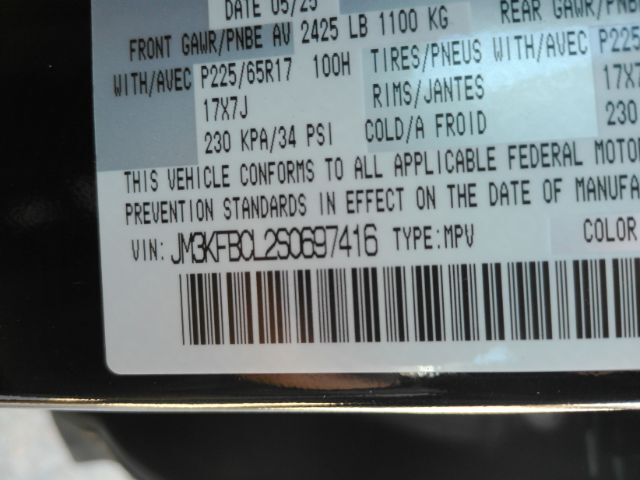 DATE 05/25
FRONT GAWR/PNBE AV 2425 LB 1100 KG REAR GAWR/PNBE
WITH/AVEC P225/65R17 100H TIRES/PNEUS WITH/AVEC P225
17X7J RIMS/JANTES 17X7
230 KPA/34 PSI COLD/A FROID 230
THIS VEHICLE CONFORMS TO ALL APPLICABLE FEDERAL MOTOR
PREVENTION STANDARDS IN EFFECT ON THE DATE OF MANUFA
VIN: JM3KFBCL2S0697416 TYPE:MPV COLOR